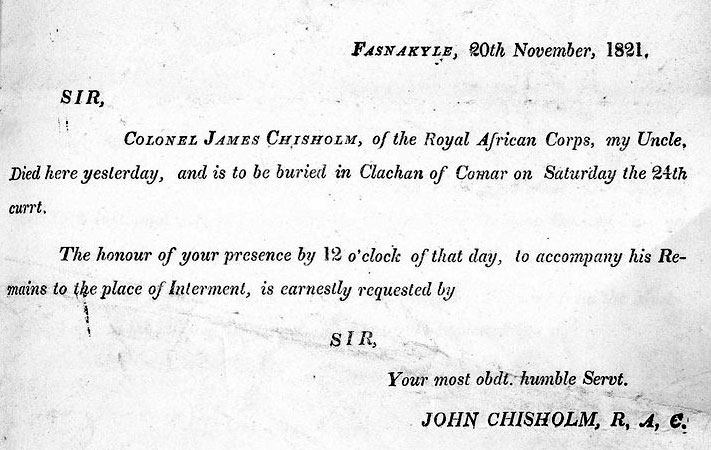 FASNAKYLE, 20th November, 1821.
SIR,
COLONEL JAMES CHISHOLM, of the Royal African Corps, my Uncle,
Died here yesterday, and is to be buried in Clachan of Comar on Saturday the 24th
currt.
The honour of your presence by 12 o'clock of that day, to accompany his Re-
mains to the place of Interment, is earnestly requested by
SIR,
Your most obdt. humble Servt.
JOHN CHISHOLM, R, A, C.